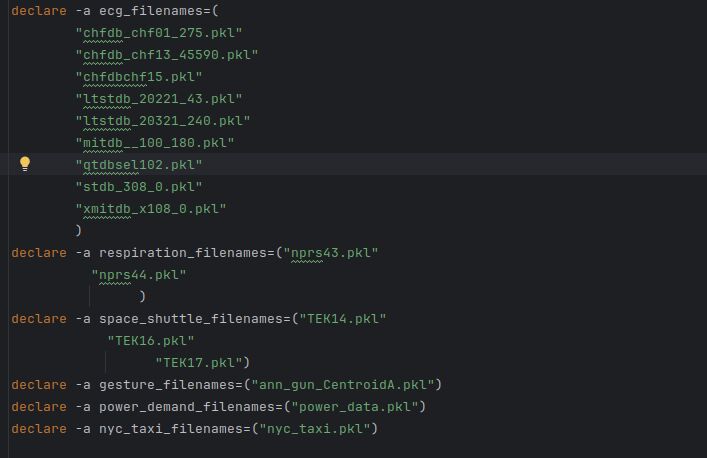 declare -a ecg_filenames=(
"chfdb_chf01_275.pkl"
"chfdb_chf13_45590.pkl"
"chfdbchf15.pkl"
"ltstdb_20221_43.pkl"
"ltstdb_20321_240.pkl"
"mitdb__100_180.pkl"
"qtdbsel102.pkl"
"stdb_308_0.pkl"
"xmitdb_x108_0.pkl"
)
declare -a respiration_filenames=("nprs43.pkl"
"nprs44.pkl"
)
declare -a space_shuttle_filenames=("TEK14.pkl"
"TEK16.pkl"
"TEK17.pkl")
declare -a gesture_filenames=("ann_gun_CentroidA.pkl")
declare -a power_demand_filenames=("power_data.pkl")
declare -a nyc_taxi_filenames=("nyc_taxi.pkl")